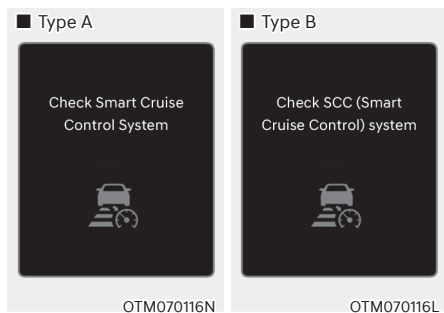 ■ Type A
Check Smart Cruise
Control System
OTM070116N
■ Type B
Check SCC (Smart
Cruise Control) system
OTM070116L